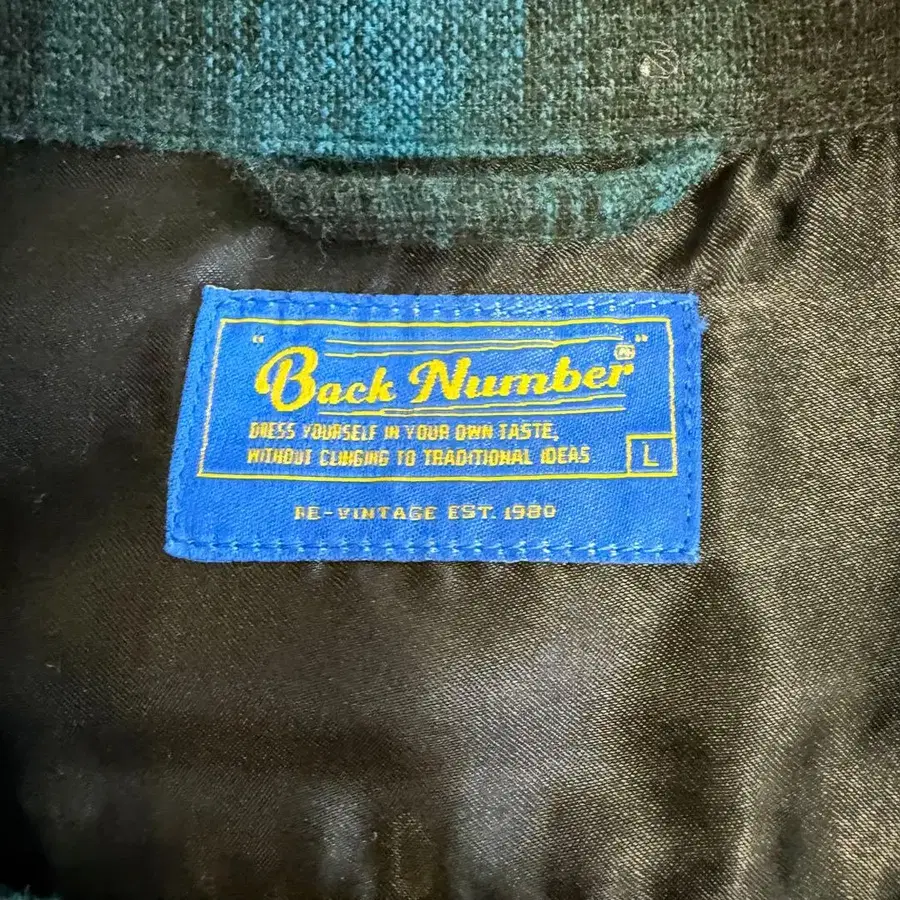 "Back Number"®
DRESS YOURSELF IN YOUR OWN TASTE,
WITHOUT CLINGING TO TRADITIONAL IDEAS
L
RE-VINTAGE EST. 1980